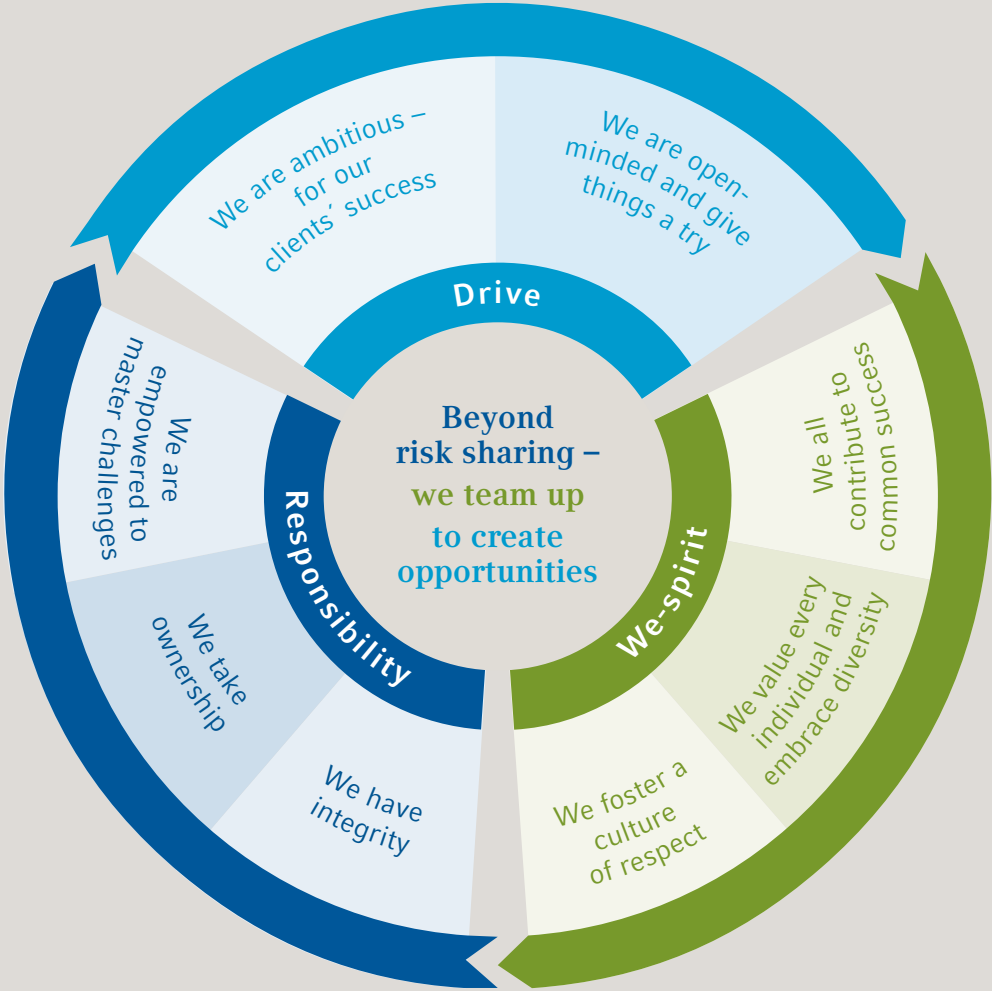 We are ambitious –
for our
clients´ success
We are open-
minded and give
things a try
Drive
We all
contribute to
common success
We value every
individual and
embrace diversity
We foster a
culture
of respect
We-spirit
We have
integrity
We take
ownership
We are
empowered to
master challenges
Responsibility
Beyond
risk sharing –
we team up
to create
opportunities